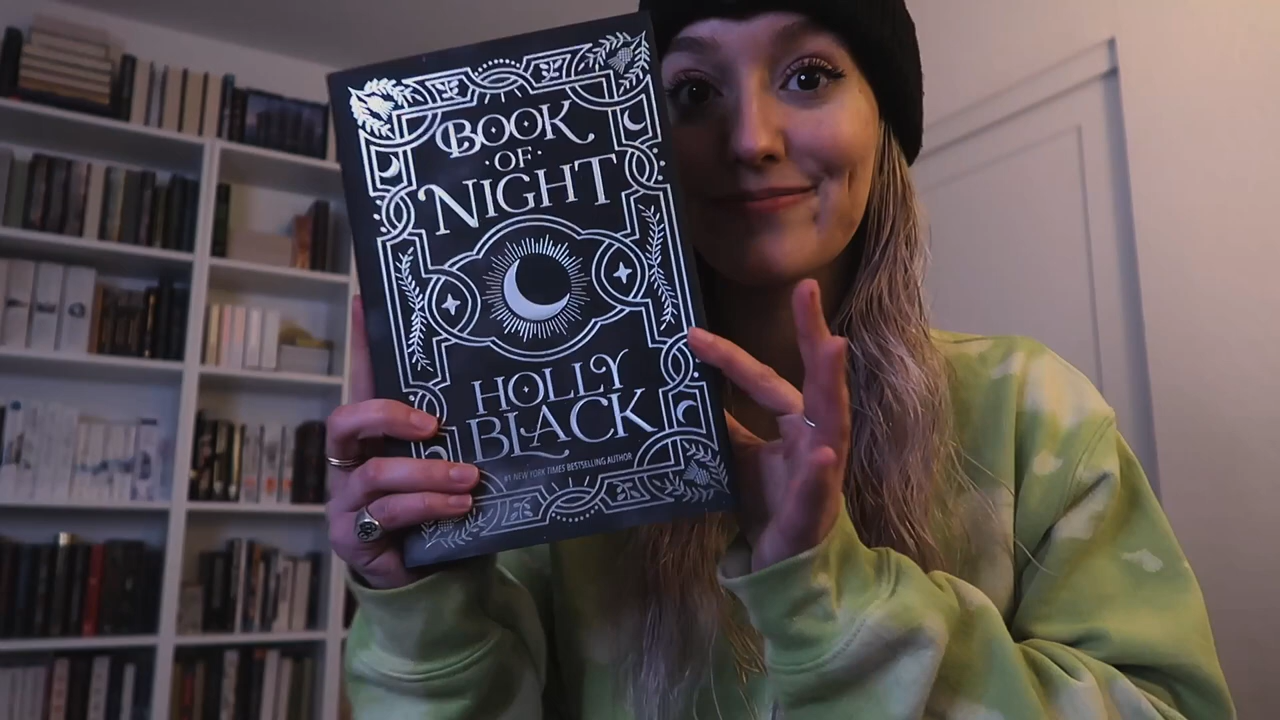 BOOK
OF
NIGHT
HOLLY
BLACK
#1 NEW YORK TIMES BESTSELLING AUTHOR